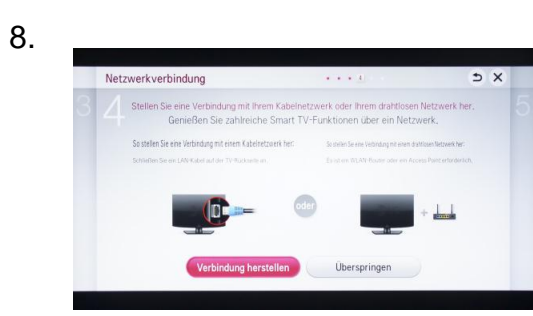 8.
Netzwerkverbindung
4
3 4 5
Stellen Sie eine Verbindung mit Ihrem Kabelnetzwerk oder Ihrem drahtlosen Netzwerk her.
Genießen Sie zahlreiche Smart TV-Funktionen über ein Netzwerk.
So stellen Sie eine Verbindung mit einem Kabelnetzwerk her:
So stellen Sie eine Verbindung mit einem drahtlosen Netzwerk her:
Schließen Sie ein LAN-Kabel auf der TV-Rückseite an.
Es ist ein WLAN-Router oder ein Access Point erforderlich.
oder
+
Verbindung herstellen
Überspringen